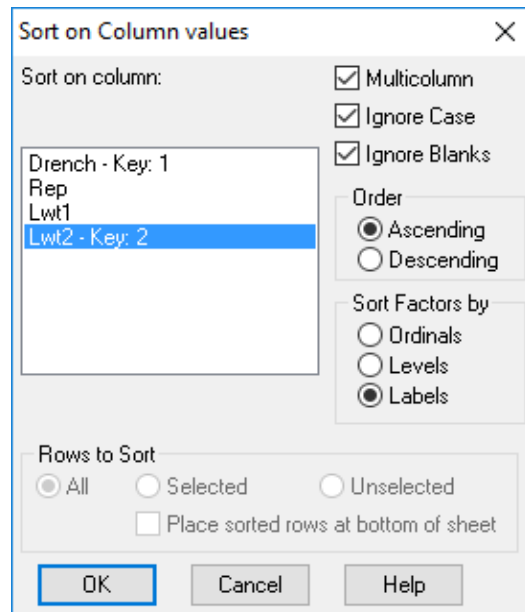 Sort on Column values
Sort on column:
Multicolumn
Ignore Case
Ignore Blanks
Drench - Key: 1
Rep
Lwt1
Lwt2 - Key: 2
Order
Ascending
Descending
Sort Factors by
Ordinals
Levels
Labels
Rows to Sort
All Selected Unselected
Place sorted rows at bottom of sheet
OK Cancel Help